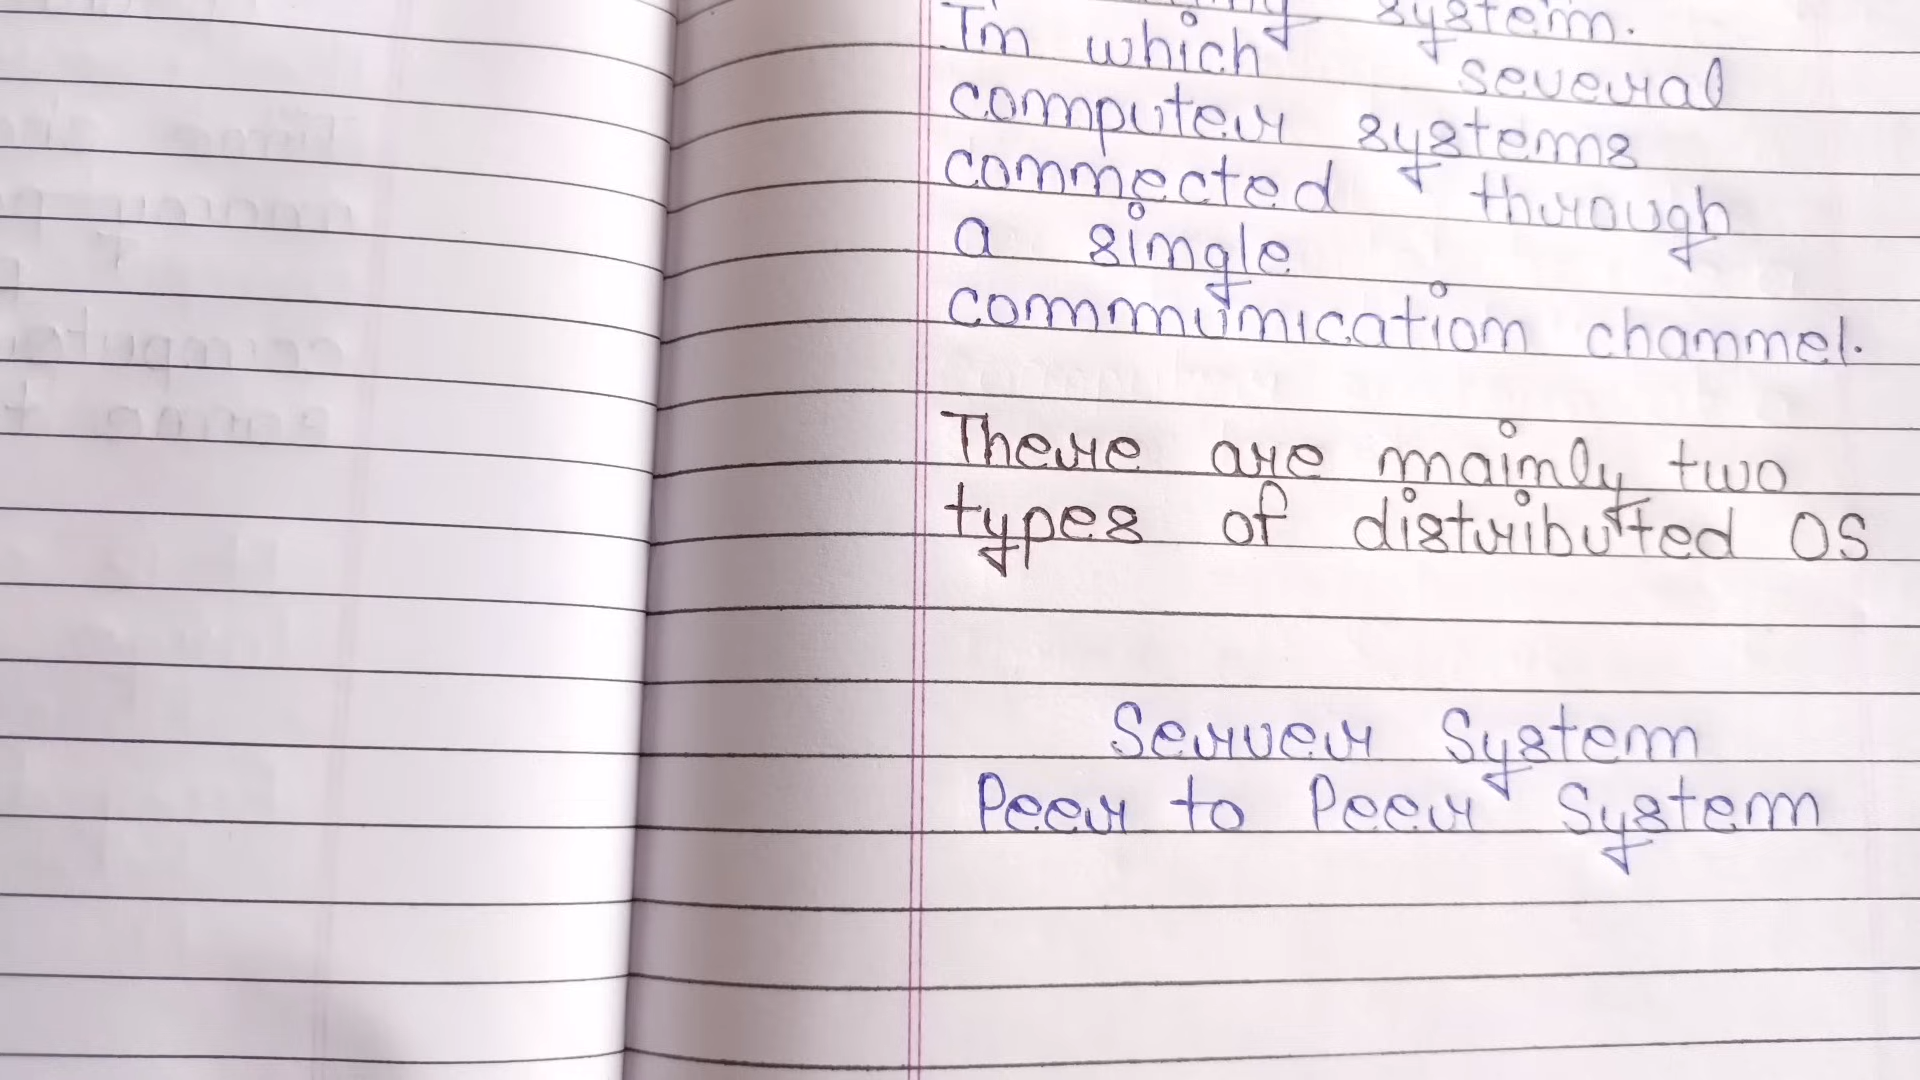 system.
In which several
computer systems
connected through
a single
communication channel.
There are mainly two
types of distributed OS
Server System
Peer to Peer System